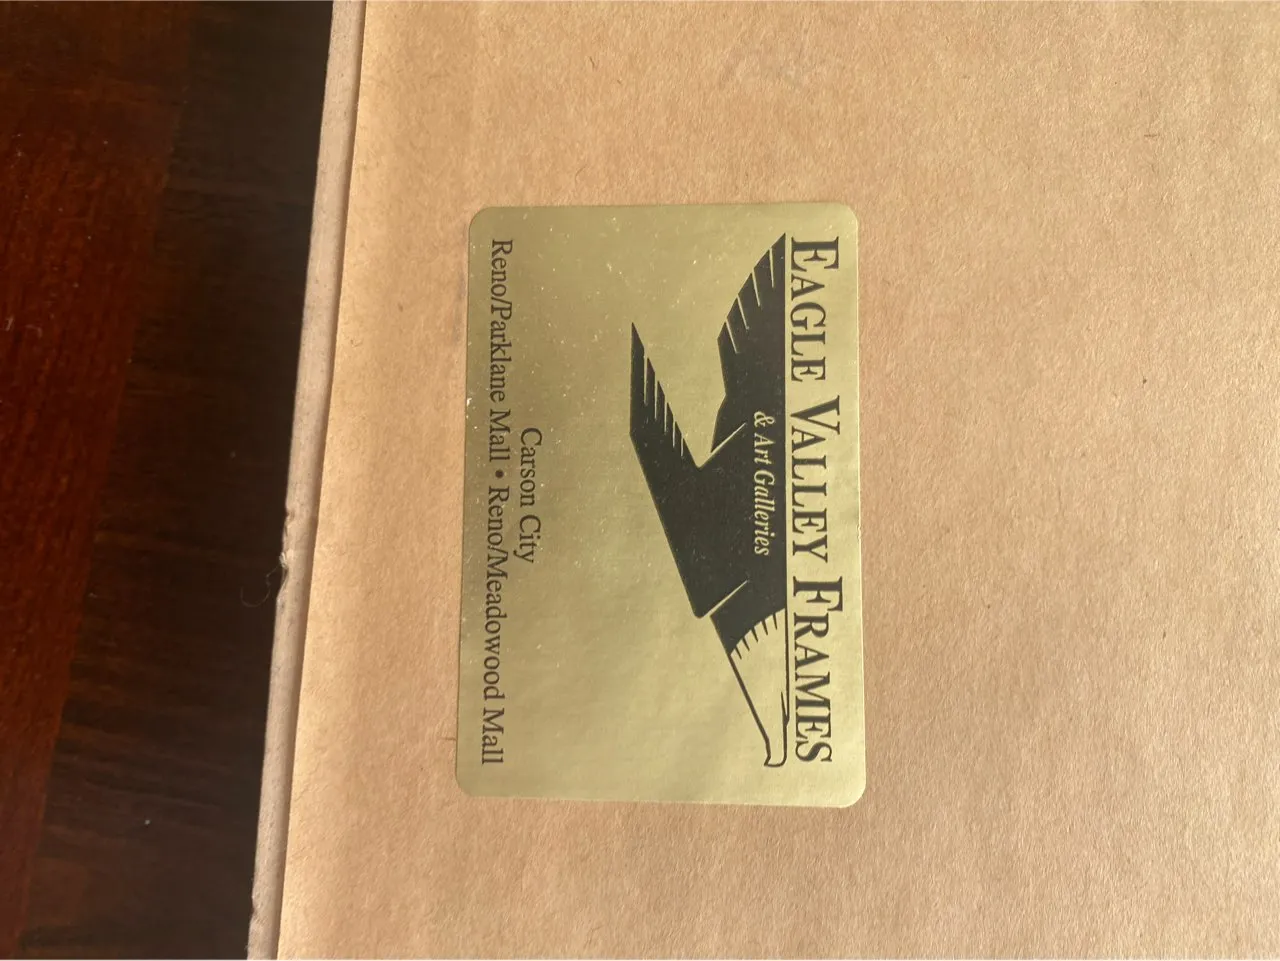 EAGLE VALLEY FRAMES
& Art Galleries
Carson City
Reno/Parklane Mall • Reno/Meadowood Mall